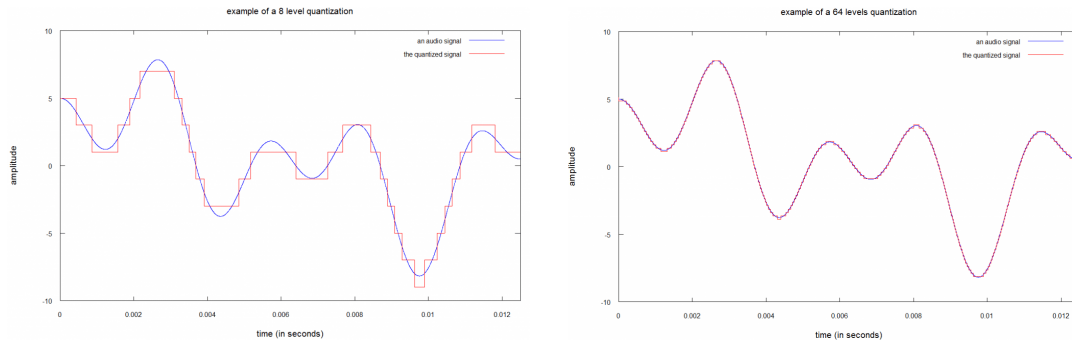 example of a 8 level quantization
10
5
0
-5
-10
amplitude
an audio signal
the quantized signal
0
0.002
0.004
0.006
0.008
0.01
0.012
time (in seconds)
example of a 64 levels quantization
10
5
0
-5
-10
amplitude
an audio signal
the quantized signal
0
0.002
0.004
0.006
0.008
0.01
0.012
time (in seconds)